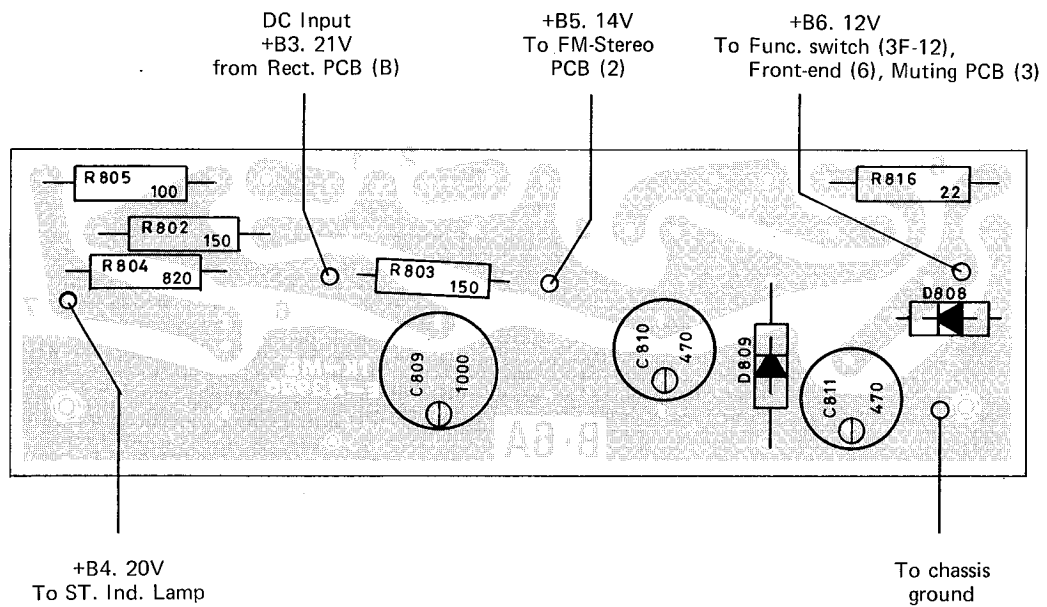 DC Input
+B3. 21V
from Rect. PCB (B)
+B5. 14V
To FM-Stereo
PCB (2)
+B6. 12V
To Func. switch (3F-12),
Front-end (6), Muting PCB (3)
R805
100
R802
150
R804
820
R803
150
R816
22
D808
C809
1000
C810
470
D809
C811
470
B-6A
+B4. 20V
To ST. Ind. Lamp
To chassis
ground